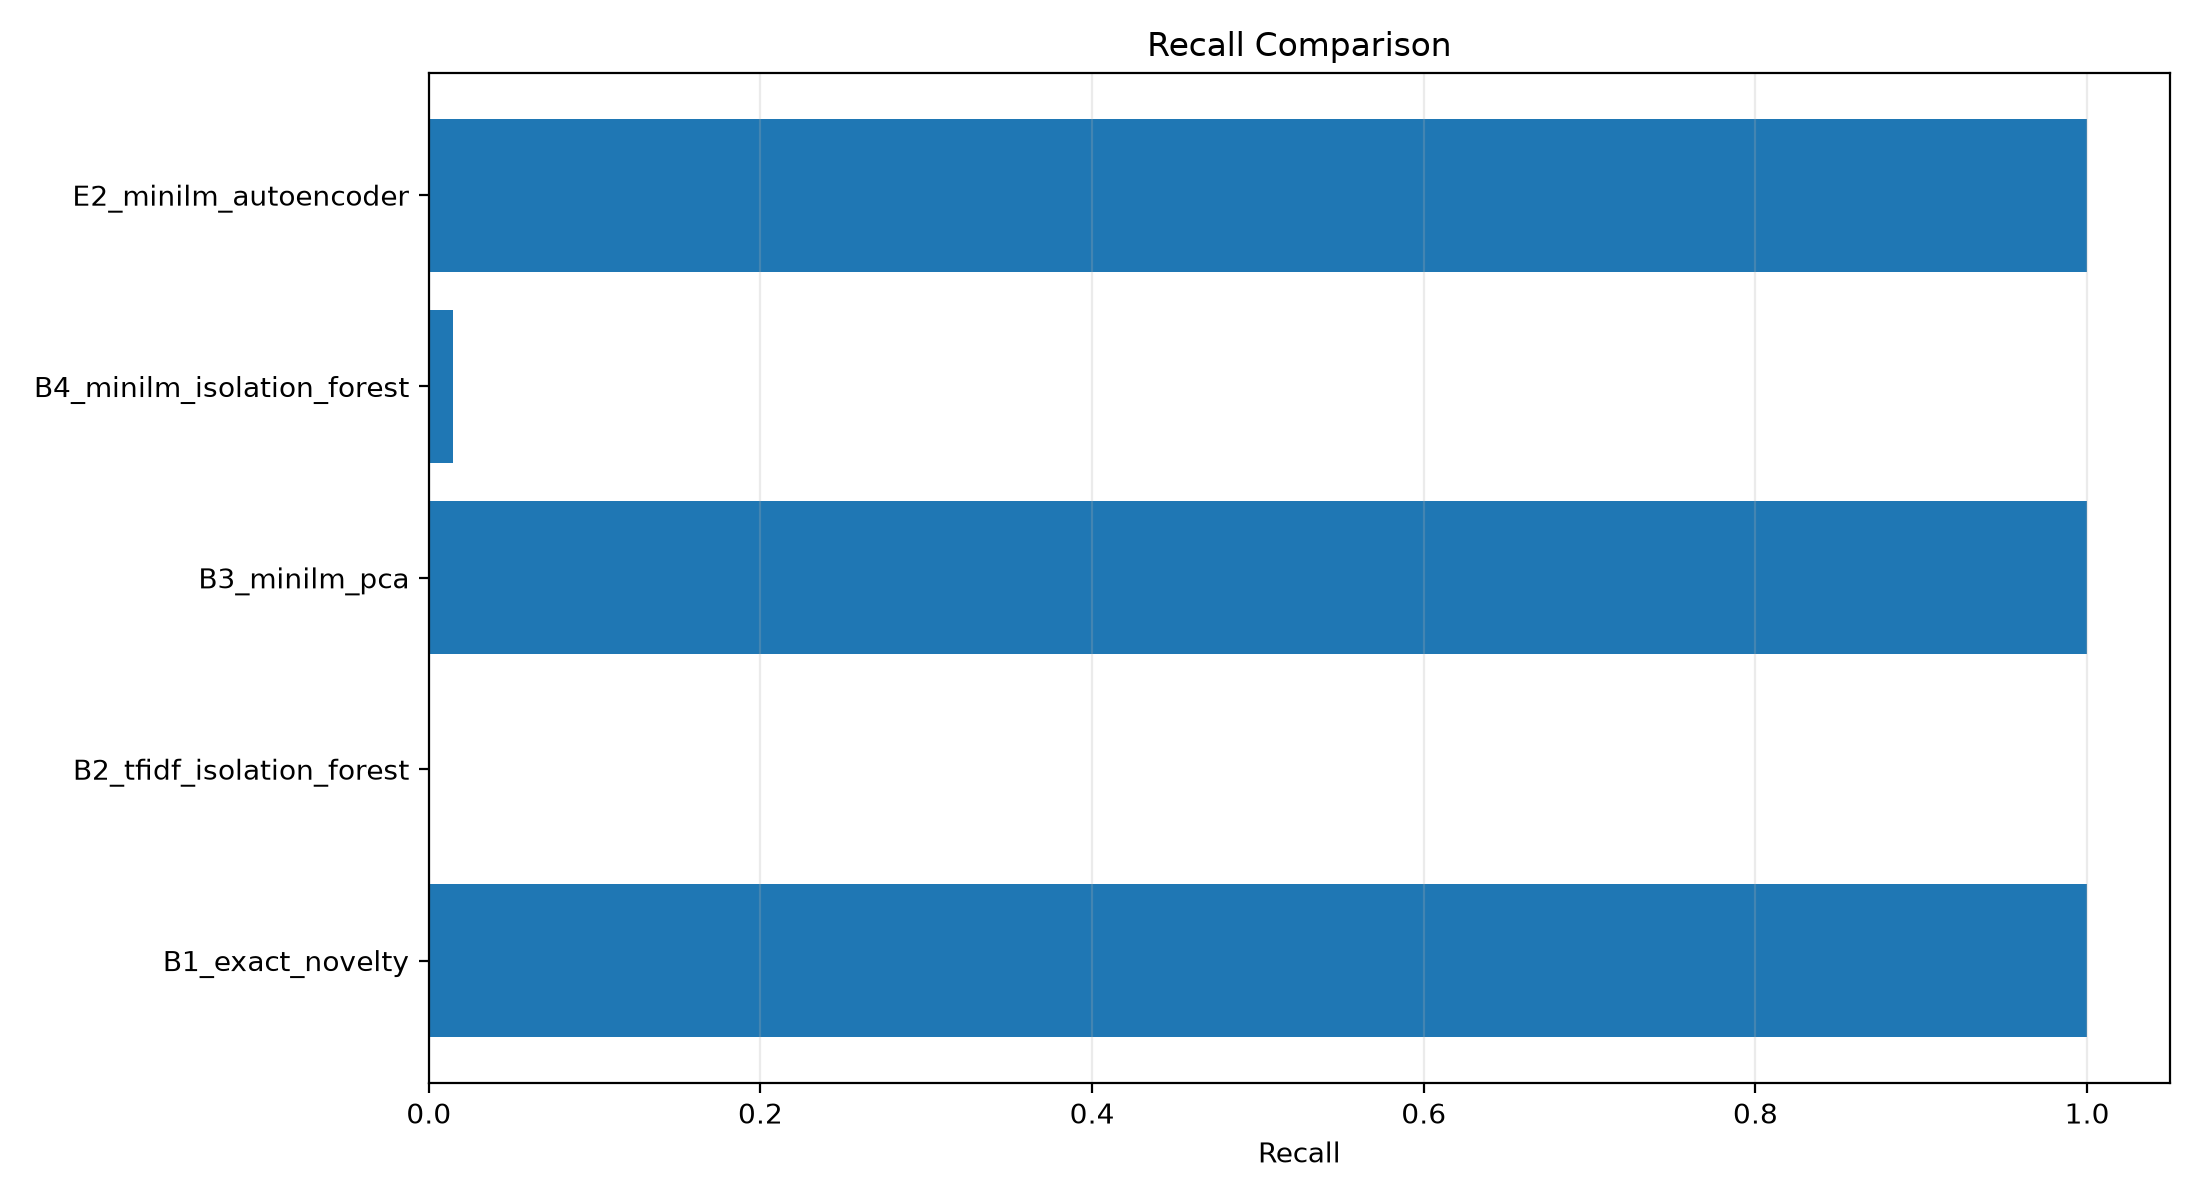 Recall Comparison
E2_minilm_autoencoder
B4_minilm_isolation_forest
B3_minilm_pca
B2_tfidf_isolation_forest
B1_exact_novelty
0.0 0.2 0.4 0.6 0.8 1.0
Recall